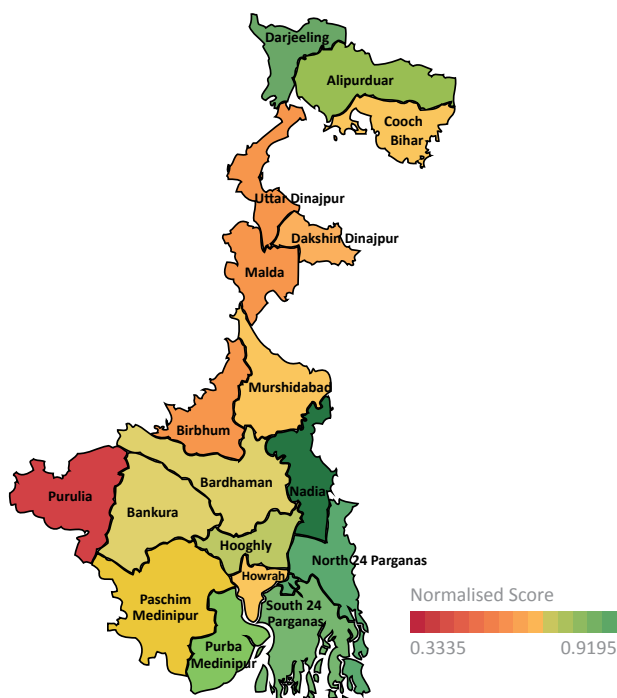 Darjeeling
Alipurduar
Cooch
Bihar
Uttar Dinajpur
Dakshin Dinajpur
Malda
Murshidabad
Birbhum
Bardhaman
Purulia
Nadia
Bankura
Hooghly
North 24 Parganas
Howrah
Paschim
Medinipur
South 24
Parganas
Purba
Medinipur
Normalised Score
0.3335
0.9195